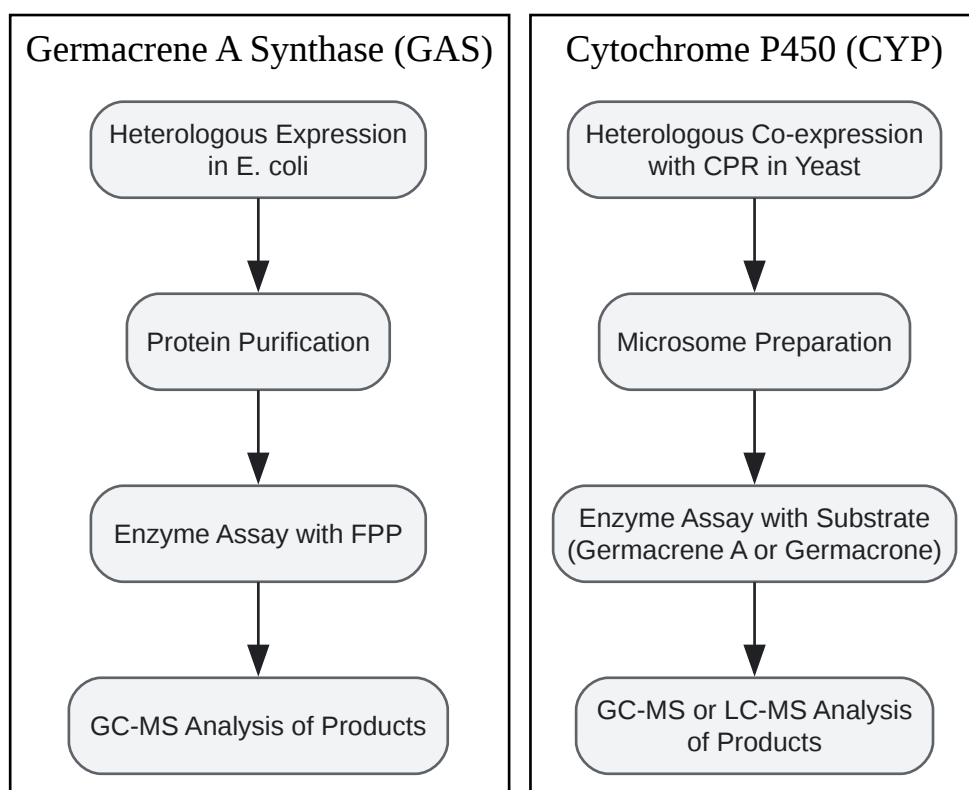 Germacrene A Synthase (GAS)
Heterologous Expression
in E. coli
Protein Purification
Enzyme Assay with FPP
GC-MS Analysis of Products
Cytochrome P450 (CYP)
Heterologous Co-expression
with CPR in Yeast
Microsome Preparation
Enzyme Assay with Substrate
(Germacrene A or Germacrone)
GC-MS or LC-MS Analysis
of Products